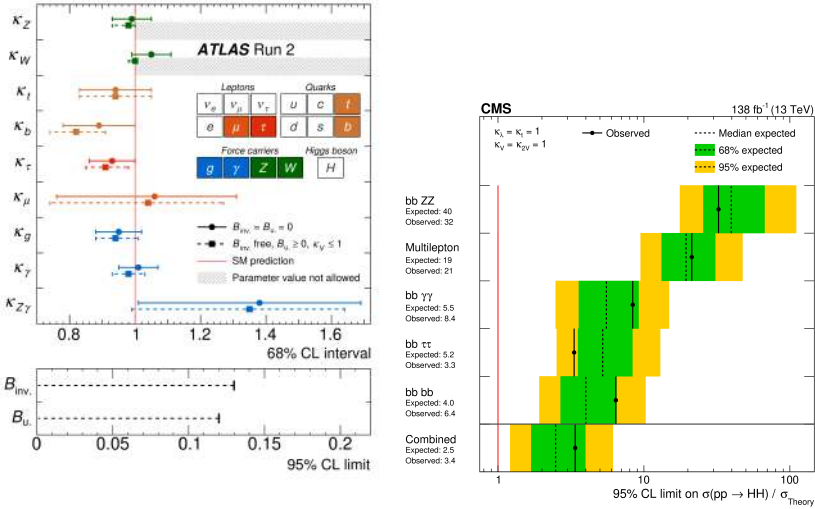 κZ
κW
κt
κb
κτ
κμ
κg
κγ
κZγ
ATLAS Run 2
Leptons Quarks
νe νμ ντ u c t
e μ τ d s b
Force carriers Higgs boson
g γ Z W H
Binv. = Bu. = 0
Binv. free, Bu. ≥ 0, κV ≤ 1
SM prediction
Parameter value not allowed
0.8 1 1.2 1.4 1.6
68% CL interval
Binv.
Bu.
0 0.05 0.1 0.15 0.2
95% CL limit
CMS 138 fb⁻¹ (13 TeV)
κλ = κt = 1
κV = κ2V = 1
Observed
Median expected
68% expected
95% expected
bb ZZ
Expected: 40
Observed: 32
Multilepton
Expected: 19
Observed: 21
bb γγ
Expected: 5.5
Observed: 8.4
bb ττ
Expected: 5.2
Observed: 3.3
bb bb
Expected: 4.0
Observed: 6.4
Combined
Expected: 2.5
Observed: 3.4
1 10 100
95% CL limit on σ(pp → HH) / σTheory